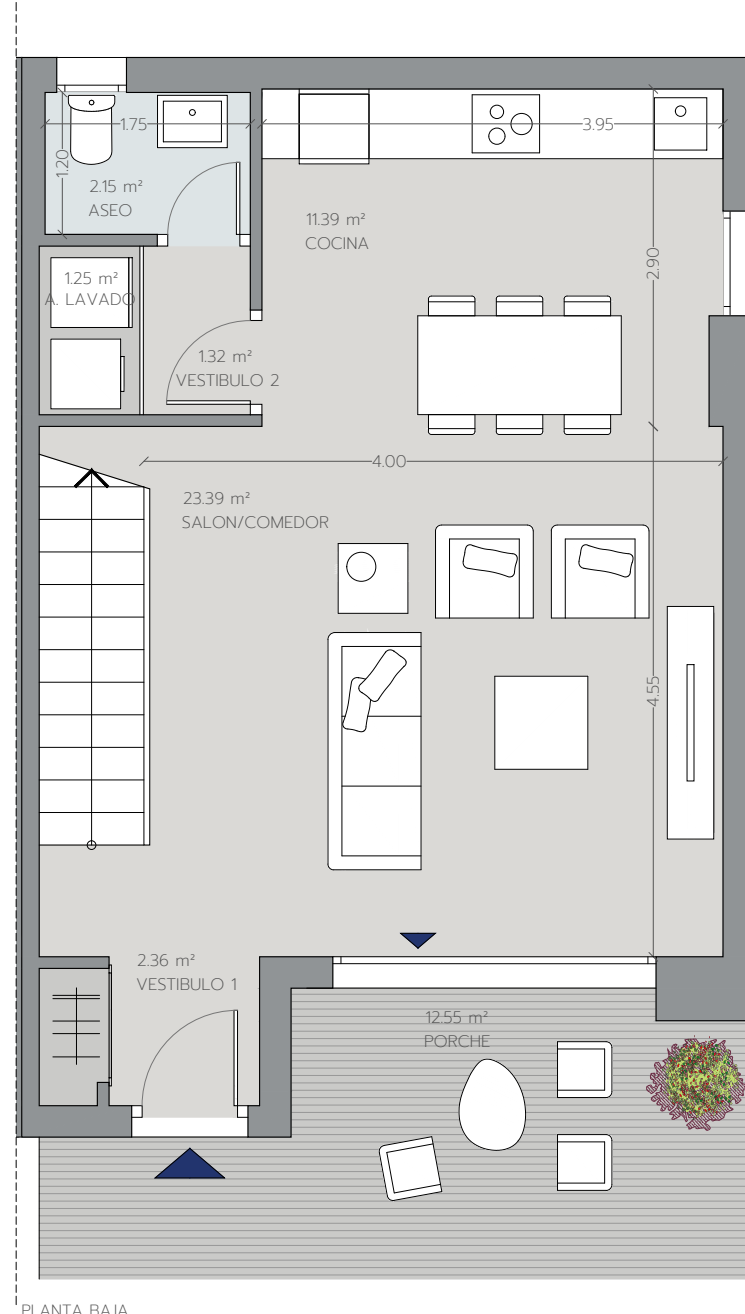 1.75
3.95
1.20
2.15 m²
ASEO
11.39 m²
COCINA
2.90
1.25 m²
A. LAVADO
1.32 m²
VESTIBULO 2
4.00
23.39 m²
SALON/COMEDOR
4.55
2.36 m²
VESTIBULO 1
12.55 m²
PORCHE
PLANTA BAJA